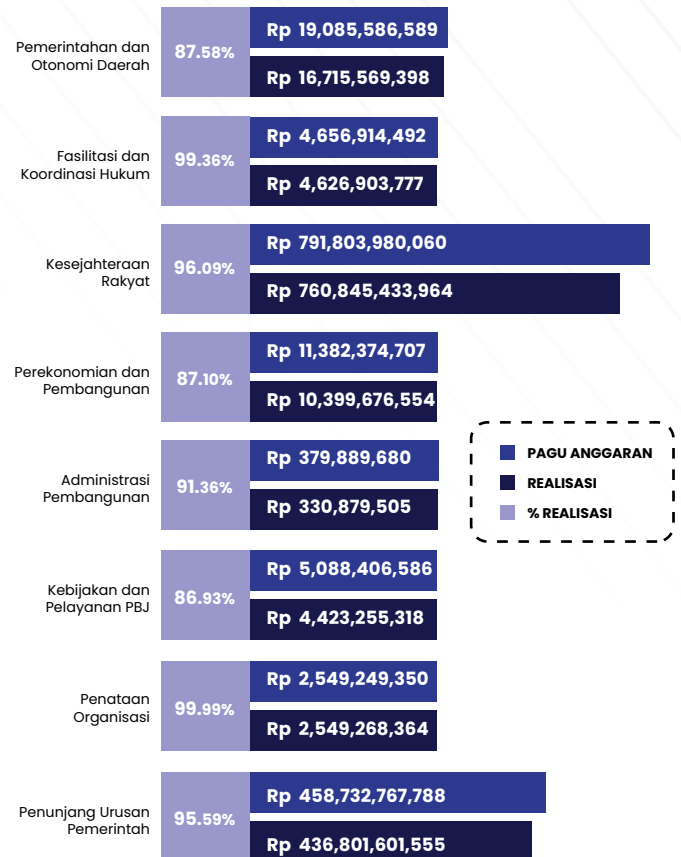 Pemerintahan dan
Otonomi Daerah
87.58%
Rp 19,085,586,589
Rp 16,715,569,398
Fasilitasi dan
Koordinasi Hukum
99.36%
Rp 4,656,914,492
Rp 4,626,903,777
Kesejahteraan
Rakyat
96.09%
Rp 791,803,980,060
Rp 760,845,433,964
Perekonomian dan
Pembangunan
87.10%
Rp 11,382,374,707
Rp 10,399,676,554
Administrasi
Pembangunan
91.36%
Rp 379,889,680
Rp 330,879,505
PAGU ANGGARAN
REALISASI
% REALISASI
Kebijakan dan
Pelayanan PBJ
86.93%
Rp 5,088,406,586
Rp 4,423,255,318
Penataan
Organisasi
99.99%
Rp 2,549,249,350
Rp 2,549,268,364
Penunjang Urusan
Pemerintah
95.59%
Rp 458,732,767,788
Rp 436,801,601,555